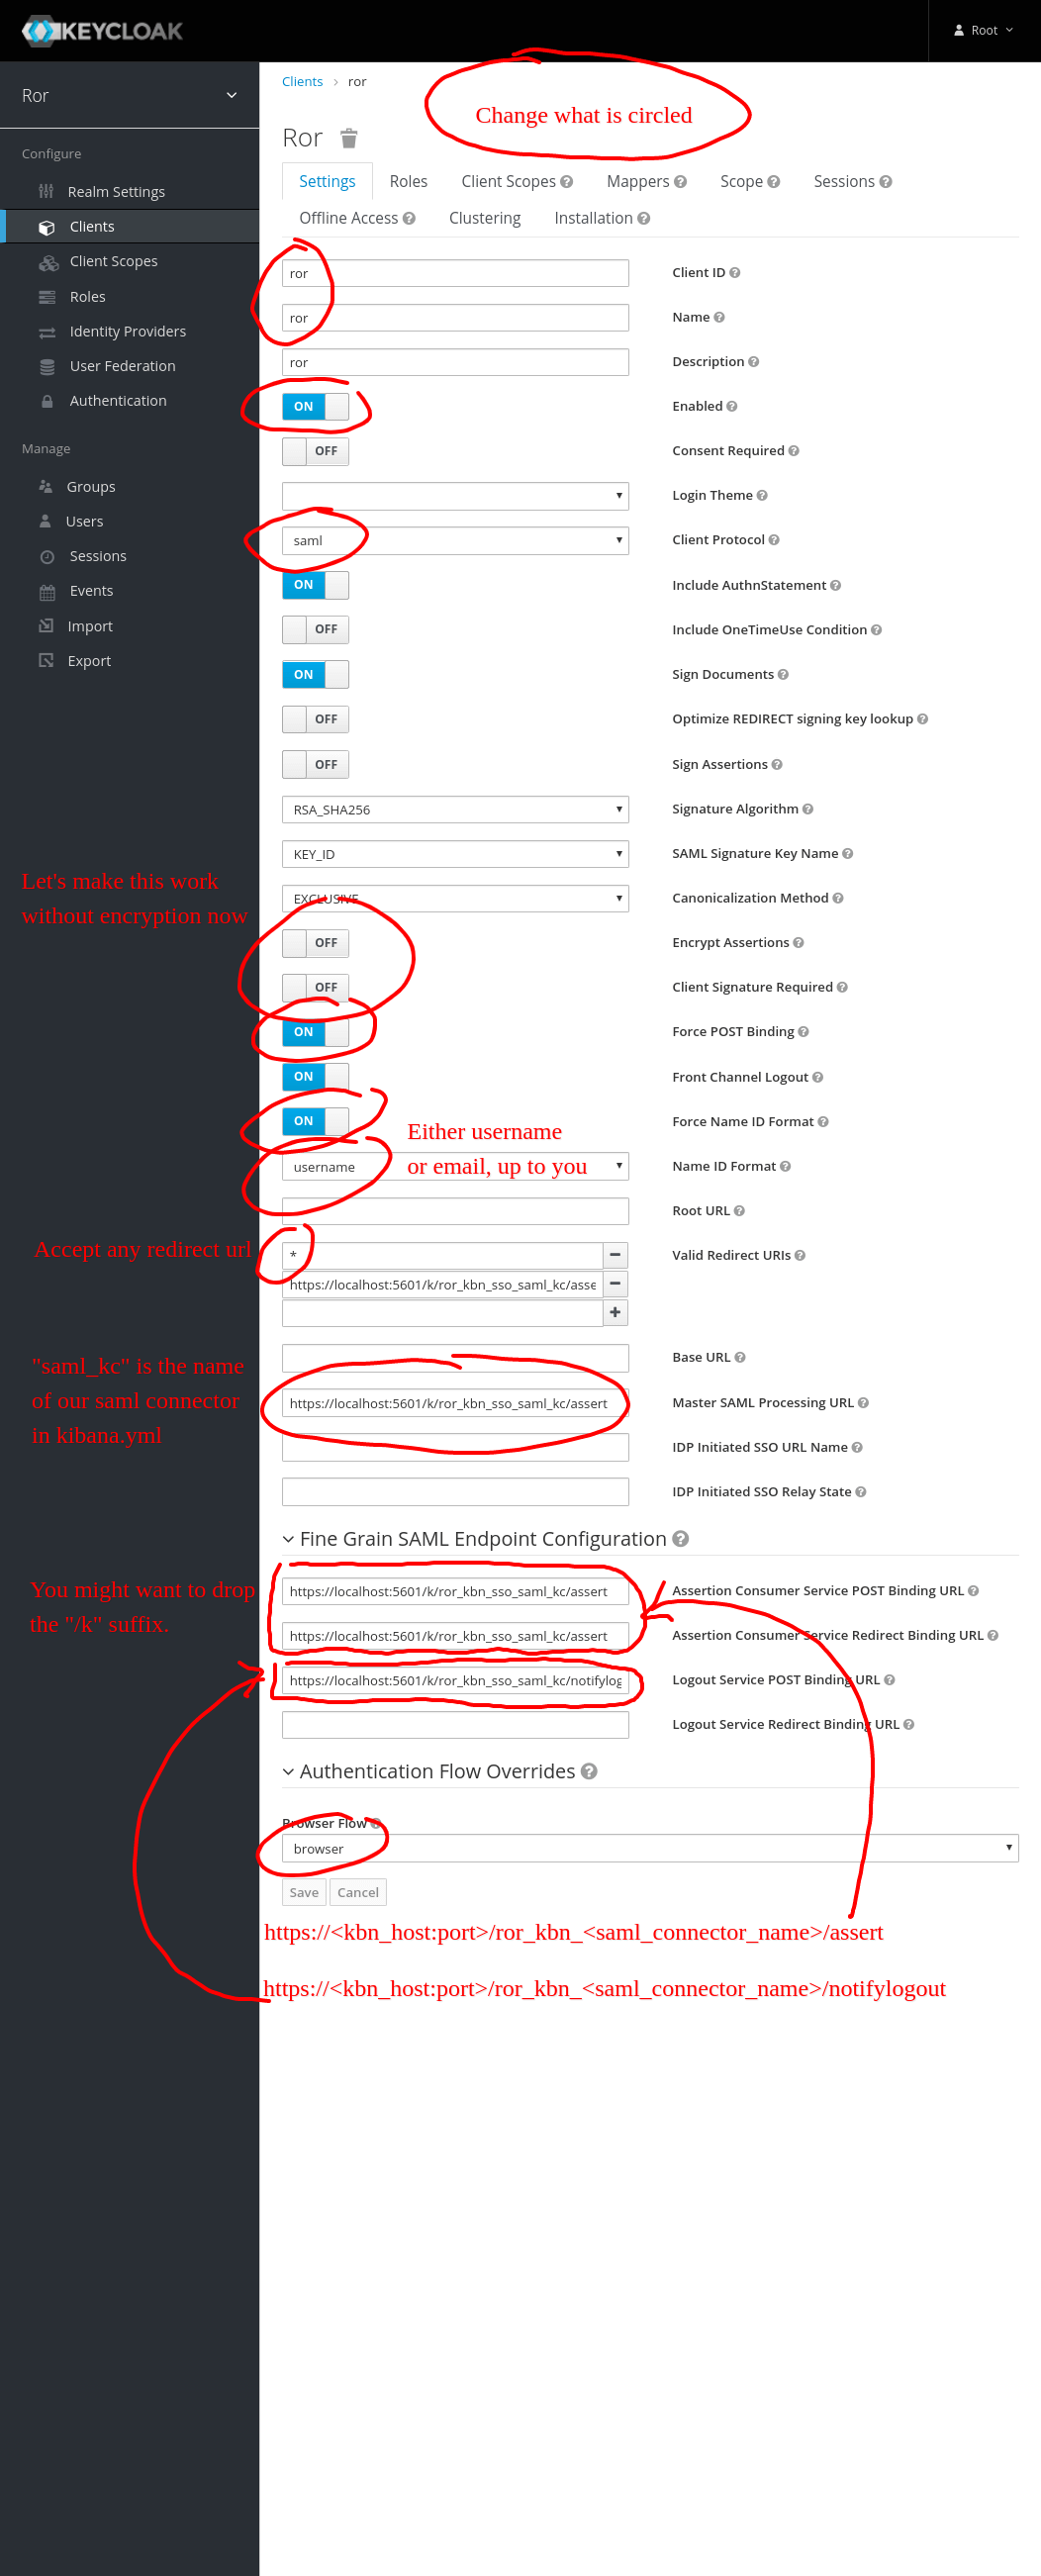 KEYCLOAK
Root
Ror
Configure
Realm Settings
Clients
Client Scopes
Roles
Identity Providers
User Federation
Authentication
Manage
Groups
Users
Sessions
Events
Import
Export
Let's make this work
without encryption now
Accept any redirect url
"saml_kc" is the name
of our saml connector
in kibana.yml
You might want to drop
the "/k" suffix.
Clients > ror
Change what is circled
Ror
Settings Roles Client Scopes Mappers Scope Sessions
Offline Access Clustering Installation
ror Client ID
ror Name
ror Description
ON Enabled
OFF Consent Required
Login Theme
saml Client Protocol
ON Include AuthnStatement
OFF Include OneTimeUse Condition
ON Sign Documents
OFF Optimize REDIRECT signing key lookup
OFF Sign Assertions
RSA_SHA256 Signature Algorithm
KEY_ID SAML Signature Key Name
EXCLUSIVE Canonicalization Method
OFF Encrypt Assertions
OFF Client Signature Required
ON Force POST Binding
ON Front Channel Logout
ON Force Name ID Format
Either username
or email, up to you
username Name ID Format
Root URL
* Valid Redirect URIs
https://localhost:5601/k/ror_kbn_sso_saml_kc/asse
Base URL
https://localhost:5601/k/ror_kbn_sso_saml_kc/assert Master SAML Processing URL
IDP Initiated SSO URL Name
IDP Initiated SSO Relay State
Fine Grain SAML Endpoint Configuration
https://localhost:5601/k/ror_kbn_sso_saml_kc/assert Assertion Consumer Service POST Binding URL
https://localhost:5601/k/ror_kbn_sso_saml_kc/assert Assertion Consumer Service Redirect Binding URL
https://localhost:5601/k/ror_kbn_sso_saml_kc/notifylog Logout Service POST Binding URL
Logout Service Redirect Binding URL
Authentication Flow Overrides
Browser Flow
browser
Save Cancel
https://<kbn_host:port>/ror_kbn_<saml_connector_name>/assert
https://<kbn_host:port>/ror_kbn_<saml_connector_name>/notifylogout